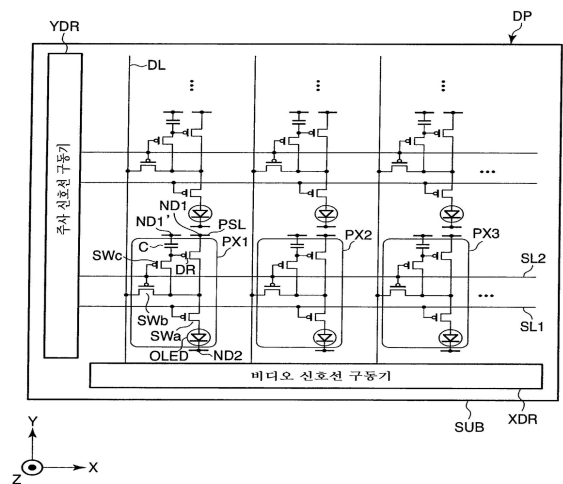 YDR
DP
DL
⋮
⋮
⋮
...
주사 신호선 구동기
ND1'
ND1
PSL
PX1
PX2
PX3
C
SWc
DR
SL2
...
SWb
SWa
SL1
OLED
ND2
비디오 신호선 구동기
XDR
SUB
Y
Z
X